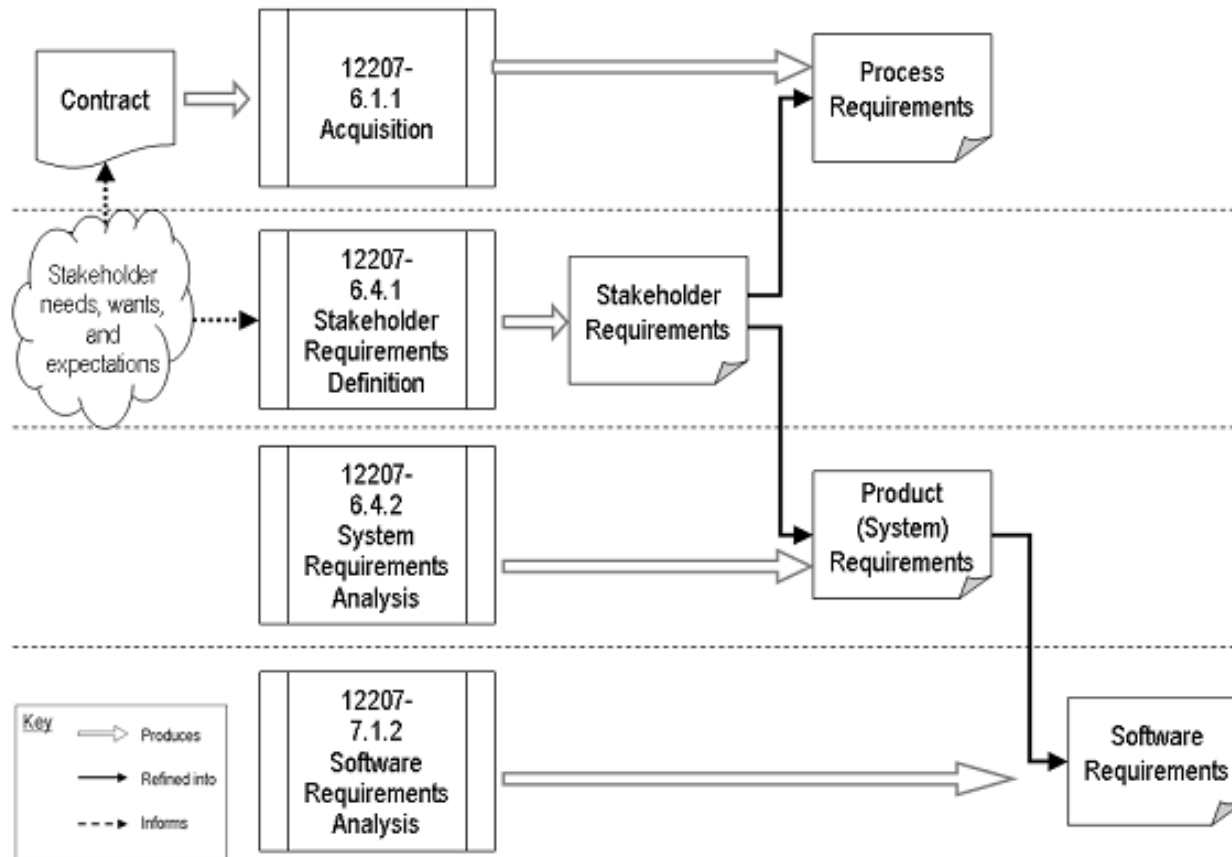 Contract
12207-
6.1.1
Acquisition
Process
Requirements
Stakeholder
needs, wants,
and
expectations
12207-
6.4.1
Stakeholder
Requirements
Definition
Stakeholder
Requirements
12207-
6.4.2
System
Requirements
Analysis
Product
(System)
Requirements
12207-
7.1.2
Software
Requirements
Analysis
Software
Requirements
Key
Produces
Refined into
Informs